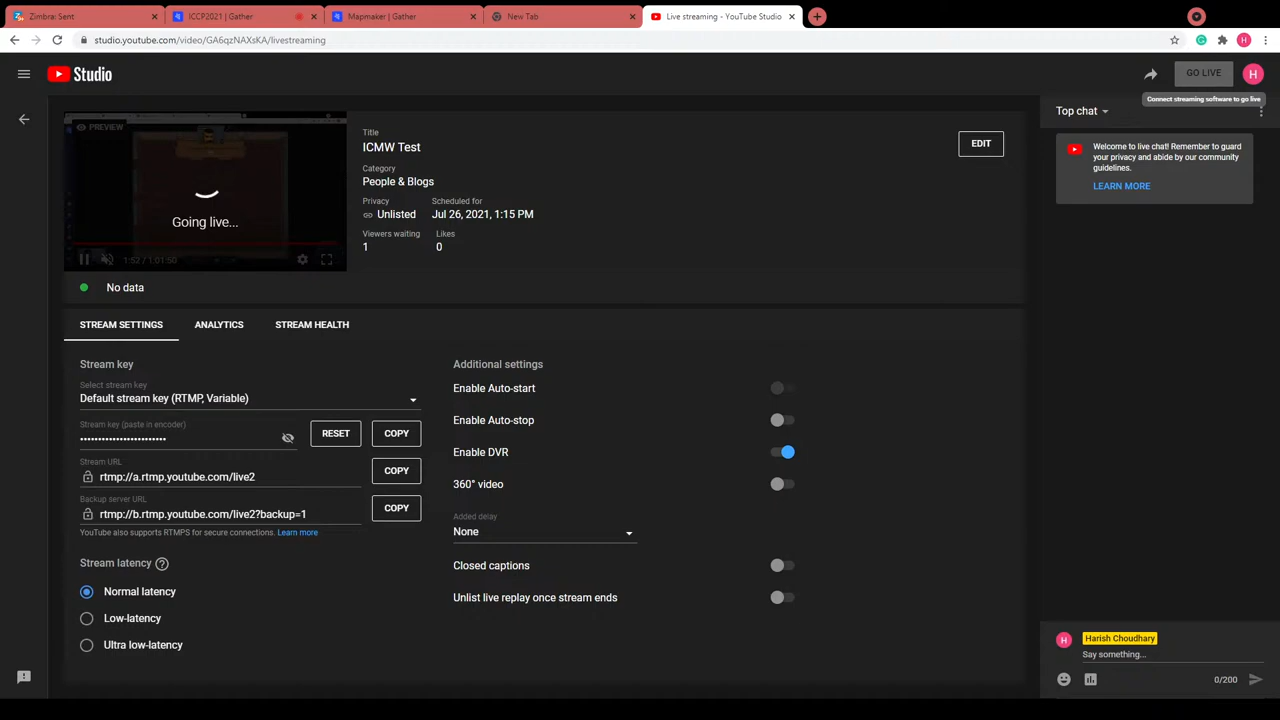 Zimbra: Sent
ICCP2021 | Gather
Mapmaker | Gather
New Tab
Live streaming - YouTube Studio
studio.youtube.com/video/GA6qzNAXsKA/livestreaming
H
Studio
GO LIVE
H
Connect streaming software to go live
PREVIEW
Going live...
1:52 / 1:01:50
Title
ICMW Test
Category
People & Blogs
Privacy
Unlisted
Scheduled for
Jul 26, 2021, 1:15 PM
Viewers waiting
1
Likes
0
EDIT
No data
Top chat
Welcome to live chat! Remember to guard
your privacy and abide by our community
guidelines.
LEARN MORE
STREAM SETTINGS
ANALYTICS
STREAM HEALTH
Stream key
Select stream key
Default stream key (RTMP, Variable)
Stream key (paste in encoder)
••••••••••••••••••••••••
RESET
COPY
Stream URL
rtmp://a.rtmp.youtube.com/live2
COPY
Backup server URL
rtmp://b.rtmp.youtube.com/live2?backup=1
COPY
YouTube also supports RTMPS for secure connections. Learn more
Stream latency
Normal latency
Low-latency
Ultra low-latency
Additional settings
Enable Auto-start
Enable Auto-stop
Enable DVR
360° video
Added delay
None
Closed captions
Unlist live replay once stream ends
H
Harish Choudhary
Say something...
0/200